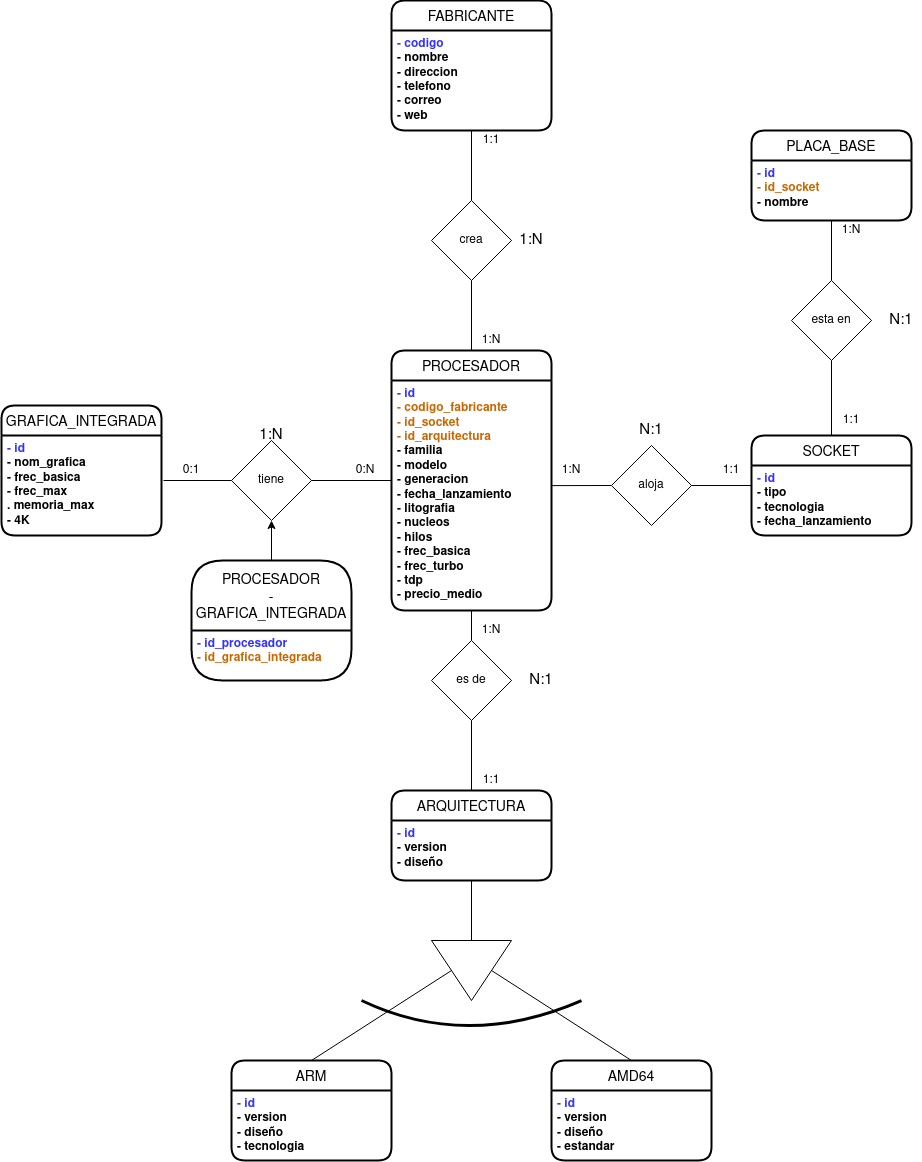 FABRICANTE
- codigo
- nombre
- direccion
- telefono
- correo
- web
1:1
crea
1:N
1:N
PLACA_BASE
- id
- id_socket
- nombre
1:N
esta en
N:1
1:1
SOCKET
- id
- tipo
- tecnologia
- fecha_lanzamiento
PROCESADOR
- id
- codigo_fabricante
- id_socket
- id_arquitectura
- familia
- modelo
- generacion
- fecha_lanzamiento
- litografia
- nucleos
- hilos
- frec_basica
- frec_turbo
- tdp
- precio_medio
N:1
1:N
aloja
1:1
GRAFICA_INTEGRADA
- id
- nom_grafica
- frec_basica
- frec_max
. memoria_max
- 4K
1:N
0:1
tiene
0:N
PROCESADOR
-
GRAFICA_INTEGRADA
- id_procesador
- id_grafica_integrada
1:N
es de
N:1
1:1
ARQUITECTURA
- id
- version
- diseño
ARM
- id
- version
- diseño
- tecnologia
AMD64
- id
- version
- diseño
- estandar